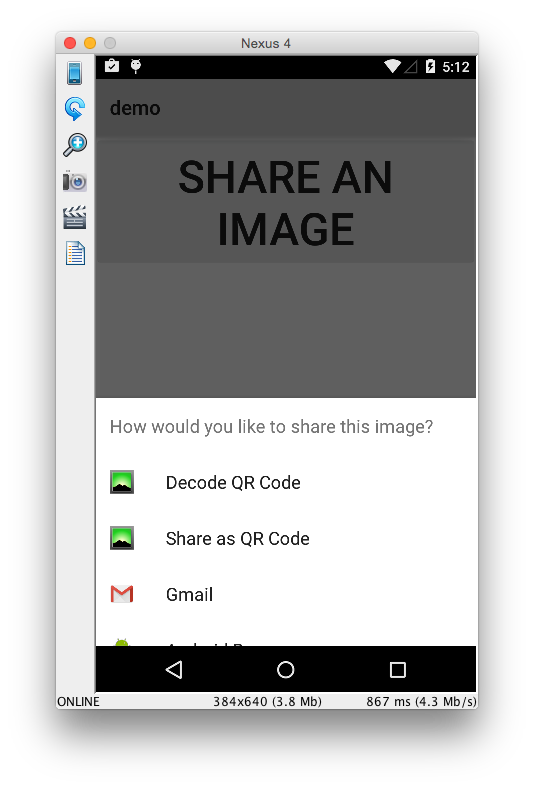 Nexus 4
5:12
demo
SHARE AN
IMAGE
How would you like to share this image?
Decode QR Code
Share as QR Code
Gmail
ONLINE 384x640 (3.8 Mb) 867 ms (4.3 Mb/s)